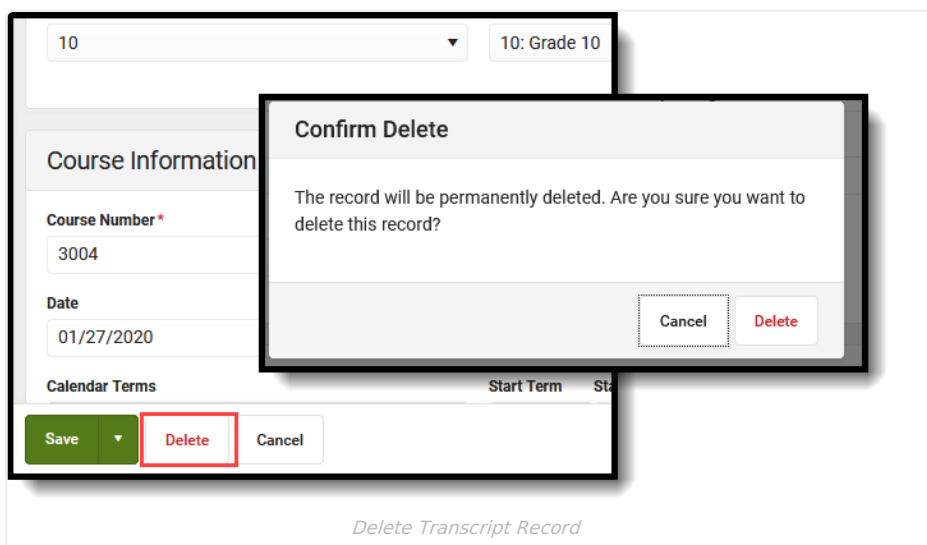 10
10: Grade 10
Confirm Delete
The record will be permanently deleted. Are you sure you want to
delete this record?
Cancel
Delete
Course Information
Course Number*
3004
Date
01/27/2020
Calendar Terms
Start Term
Save
Delete
Cancel
Delete Transcript Record